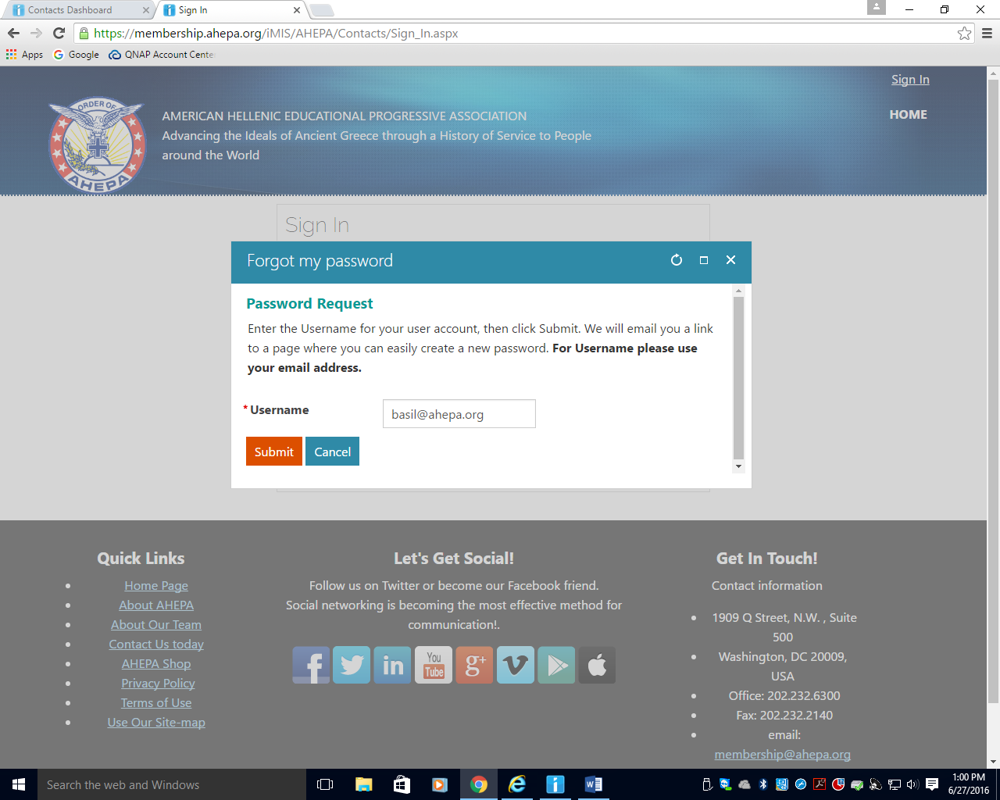 Contacts Dashboard
Sign In
https://membership.ahepa.org/iMIS/AHEPA/Contacts/Sign_In.aspx
Apps
Google
QNAP Account Cente
Sign In
HOME
ORDER OF
AHEPA
AMERICAN HELLENIC EDUCATIONAL PROGRESSIVE ASSOCIATION
Advancing the Ideals of Ancient Greece through a History of Service to People
around the World
Sign In
Forgot my password
Password Request
Enter the Username for your user account, then click Submit. We will email you a link
to a page where you can easily create a new password. For Username please use
your email address.
* Username
basil@ahepa.org
Submit
Cancel
Quick Links
Home Page
About AHEPA
About Our Team
Contact Us today
AHEPA Shop
Privacy Policy
Terms of Use
Use Our Site-map
Let's Get Social!
Follow us on Twitter or become our Facebook friend.
Social networking is becoming the most effective method for
communication!.
You
Tube
Get In Touch!
Contact information
1909 Q Street, N.W. , Suite
500
Washington, DC 20009,
USA
Office: 202.232.6300
Fax: 202.232.2140
email:
membership@ahepa.org
Search the web and Windows
1:00 PM
6/27/2016